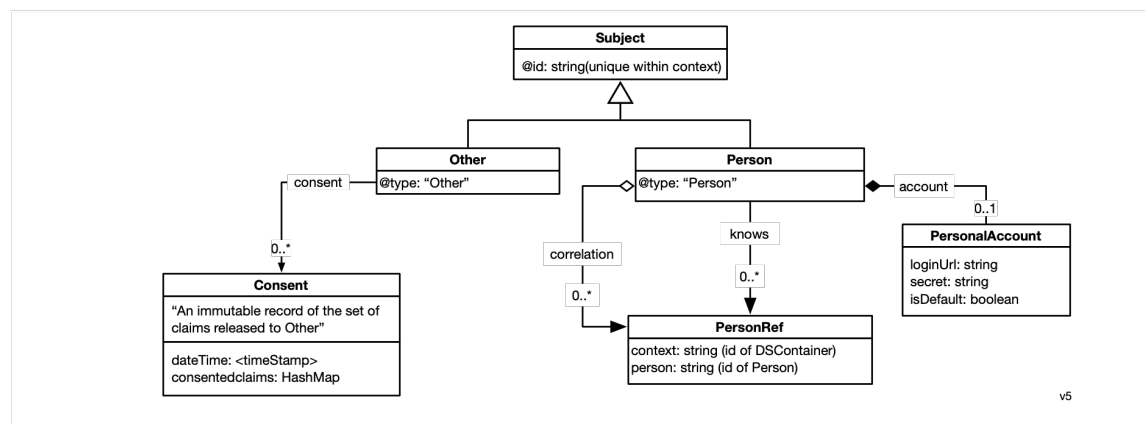 Subject
@id: string(unique within context)
Other
@type: “Other”
Person
@type: “Person”
consent
account
0..1
0..*
knows
correlation
0..*
0..*
PersonalAccount
loginUrl: string
secret: string
isDefault: boolean
Consent
“An immutable record of the set of
claims released to Other”
dateTime: <timeStamp>
consentedclaims: HashMap
PersonRef
context: string (id of DSContainer)
person: string (id of Person)
v5